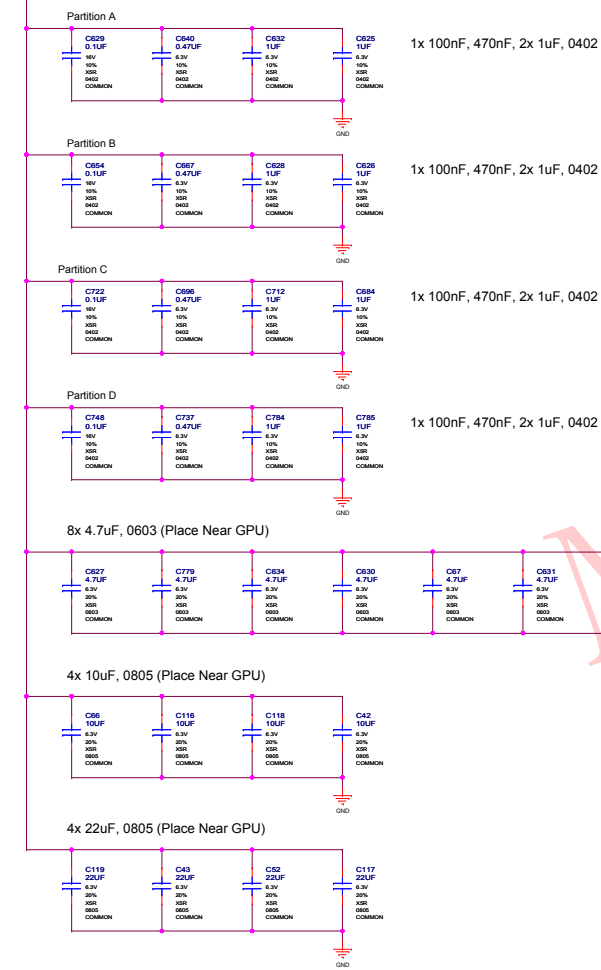 Partition A
C629 C640 C632 C625
0.1UF 0.47UF 1UF 1UF
16V 6.3V 6.3V 6.3V
10% 10% 10% 10%
X5R X5R X5R X5R
0402 0402 0402 0402
COMMON COMMON COMMON COMMON
1x 100nF, 470nF, 2x 1uF, 0402
GND
Partition B
C654 C667 C628 C626
0.1UF 0.47UF 1UF 1UF
16V 6.3V 6.3V 6.3V
10% 10% 10% 10%
X5R X5R X5R X5R
0402 0402 0402 0402
COMMON COMMON COMMON COMMON
1x 100nF, 470nF, 2x 1uF, 0402
GND
Partition C
C722 C696 C712 C684
0.1UF 0.47UF 1UF 1UF
16V 6.3V 6.3V 6.3V
10% 10% 10% 10%
X5R X5R X5R X5R
0402 0402 0402 0402
COMMON COMMON COMMON COMMON
1x 100nF, 470nF, 2x 1uF, 0402
GND
Partition D
C748 C737 C784 C785
0.1UF 0.47UF 1UF 1UF
16V 6.3V 6.3V 6.3V
10% 10% 10% 10%
X5R X5R X5R X5R
0402 0402 0402 0402
COMMON COMMON COMMON COMMON
1x 100nF, 470nF, 2x 1uF, 0402
GND
8x 4.7uF, 0603 (Place Near GPU)
C627 C779 C634 C630 C67 C631
4.7UF 4.7UF 4.7UF 4.7UF 4.7UF 4.7UF
6.3V 6.3V 6.3V 6.3V 6.3V 6.3V
20% 20% 20% 20% 20% 20%
X5R X5R X5R X5R X5R X5R
0603 0603 0603 0603 0603 0603
COMMON COMMON COMMON COMMON COMMON COMMON
4x 10uF, 0805 (Place Near GPU)
C66 C116 C118 C42
10UF 10UF 10UF 10UF
6.3V 6.3V 6.3V 6.3V
20% 20% 20% 20%
X5R X5R X5R X5R
0805 0805 0805 0805
COMMON COMMON COMMON COMMON
GND
4x 22uF, 0805 (Place Near GPU)
C119 C43 C52 C117
22UF 22UF 22UF 22UF
6.3V 6.3V 6.3V 6.3V
20% 20% 20% 20%
X5R X5R X5R X5R
0805 0805 0805 0805
COMMON COMMON COMMON COMMON
GND